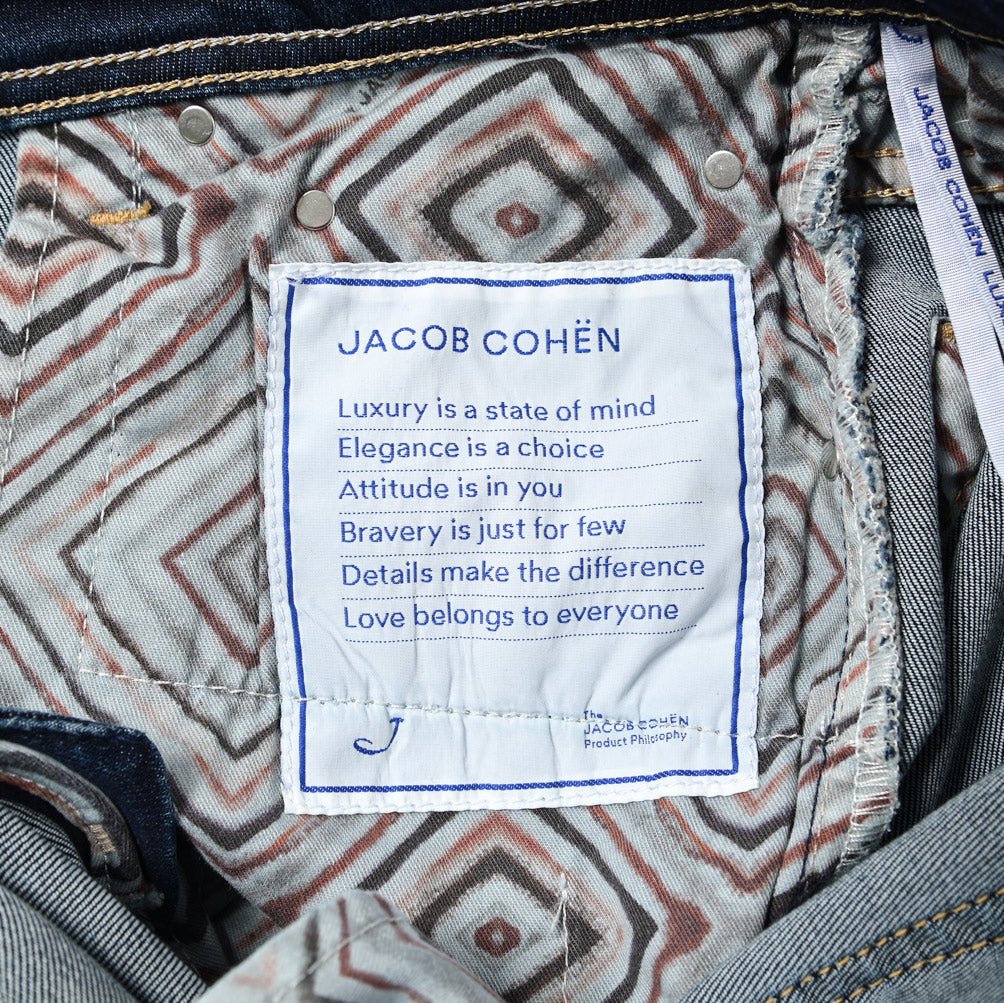 JACOB COHËN
Luxury is a state of mind
Elegance is a choice
Attitude is in you
Bravery is just for few
Details make the difference
Love belongs to everyone
J
The
JACOB COHËN
Product Philosophy
JACOB COHËN